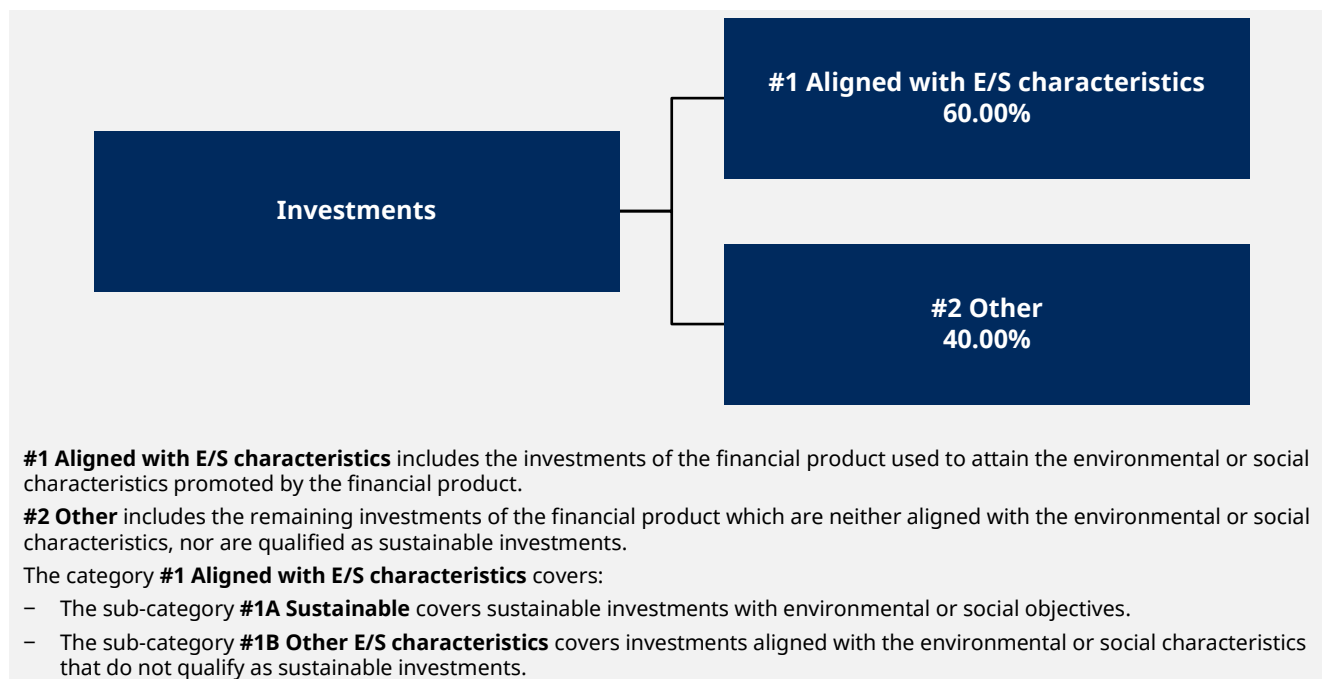 #1 Aligned with E/S characteristics
60.00%
Investments
#2 Other
40.00%
#1 Aligned with E/S characteristics includes the investments of the financial product used to attain the environmental or social
characteristics promoted by the financial product.
#2 Other includes the remaining investments of the financial product which are neither aligned with the environmental or social
characteristics, nor are qualified as sustainable investments.
The category #1 Aligned with E/S characteristics covers:
– The sub-category #1A Sustainable covers sustainable investments with environmental or social objectives.
– The sub-category #1B Other E/S characteristics covers investments aligned with the environmental or social characteristics
that do not qualify as sustainable investments.